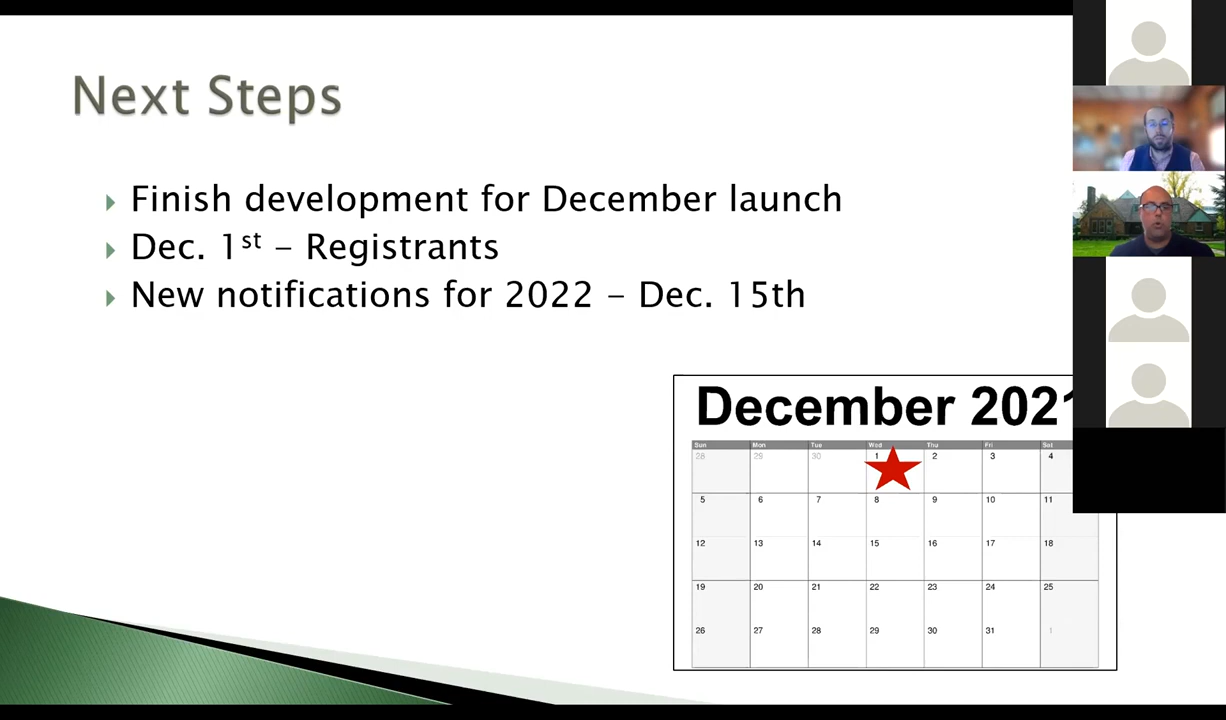 Next Steps
Finish development for December launch
Dec. 1st – Registrants
New notifications for 2022 – Dec. 15th
December 2021
Sun Mon Tue Wed Thu Fri Sat
28 29 30 1 2 3 4
5 6 7 8 9 10 11
12 13 14 15 16 17 18
19 20 21 22 23 24 25
26 27 28 29 30 31 1